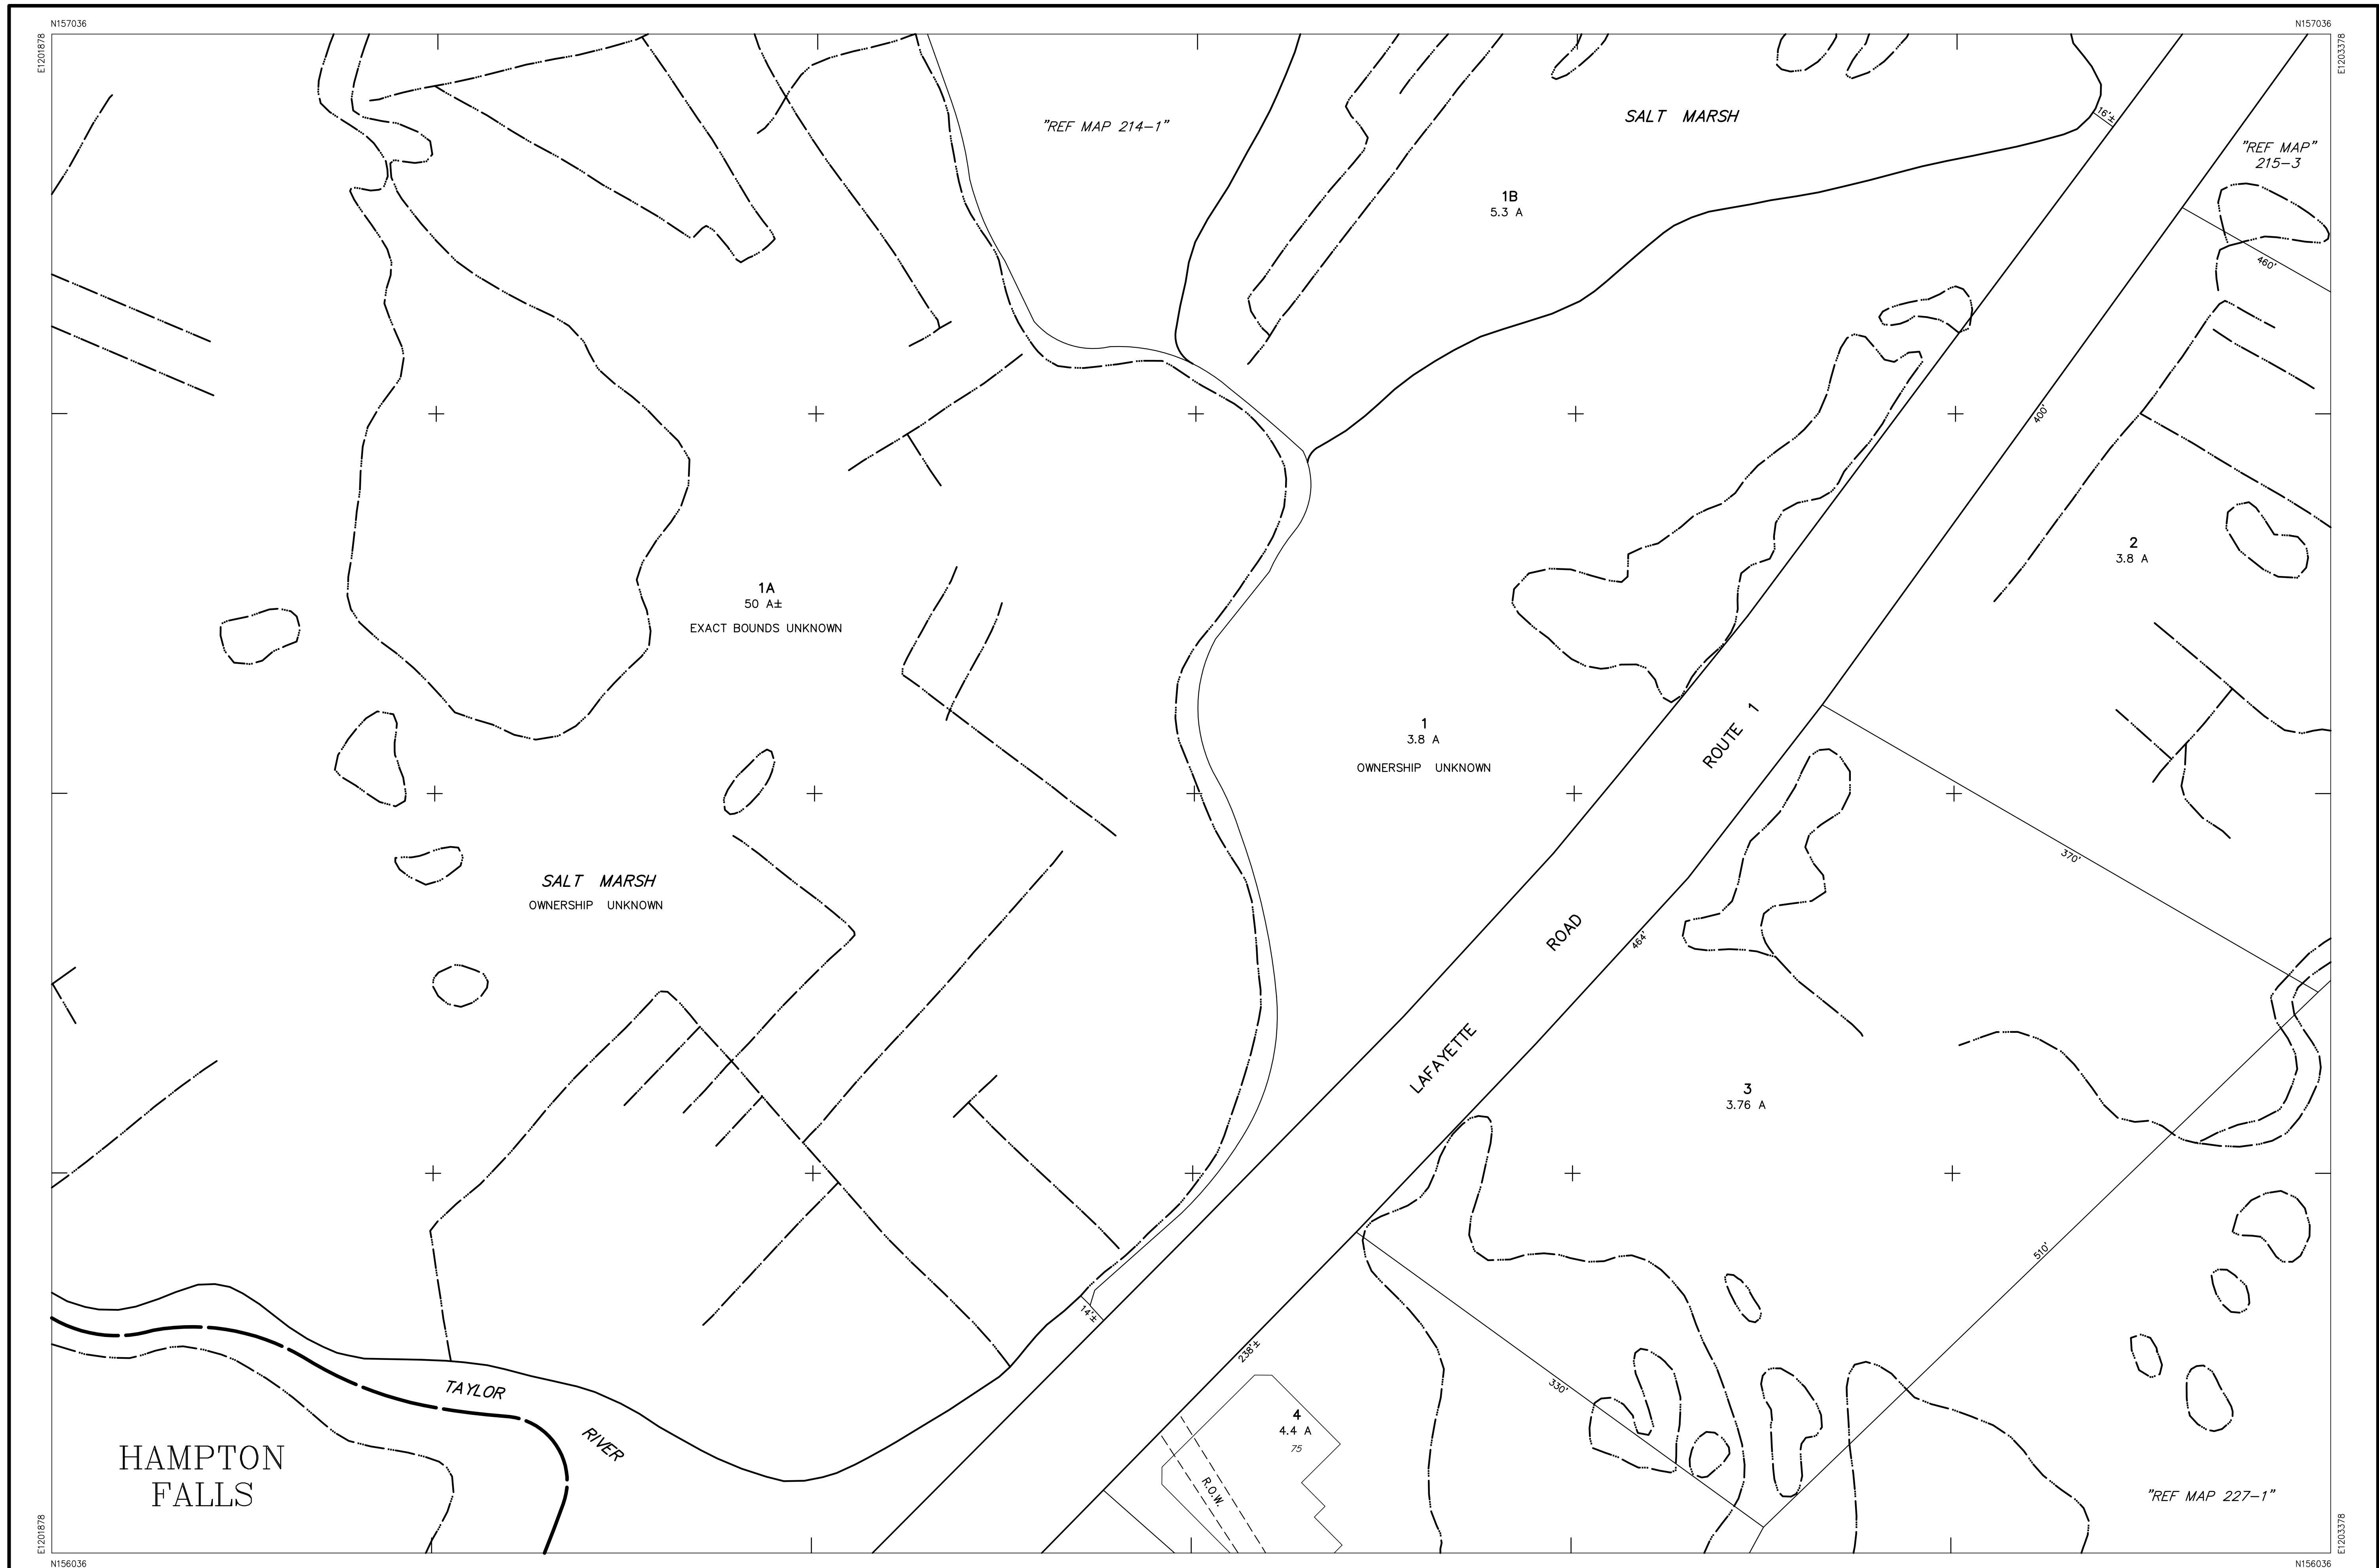 N157036
N157036
E1201878
E1203378
"REF MAP 214-1"
SALT MARSH
16'±
"REF MAP"
215-3
1B
5.3 A
460'
400'
2
3.8 A
1A
50 A±
EXACT BOUNDS UNKNOWN
1
3.8 A
OWNERSHIP UNKNOWN
ROUTE 1
370'
SALT MARSH
OWNERSHIP UNKNOWN
ROAD
464'
LAFAYETTE
3
3.76 A
510'
14'±
238'±
330'
TAYLOR
RIVER
4
4.4 A
75
R.O.W.
HAMPTON
FALLS
"REF MAP 227-1"
E1201878
E1203378
N156036
N156036